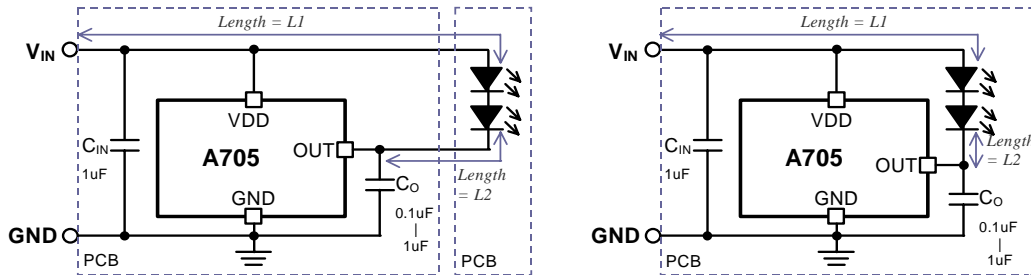 Length = L1
VIN
VDD
CIN
1uF
A705
OUT
Length
= L2
GND
CO
0.1uF
|
1uF
GND
PCB
PCB
Length = L1
VIN
VDD
CIN
1uF
A705
OUT
Length
= L2
GND
CO
0.1uF
|
1uF
GND
PCB